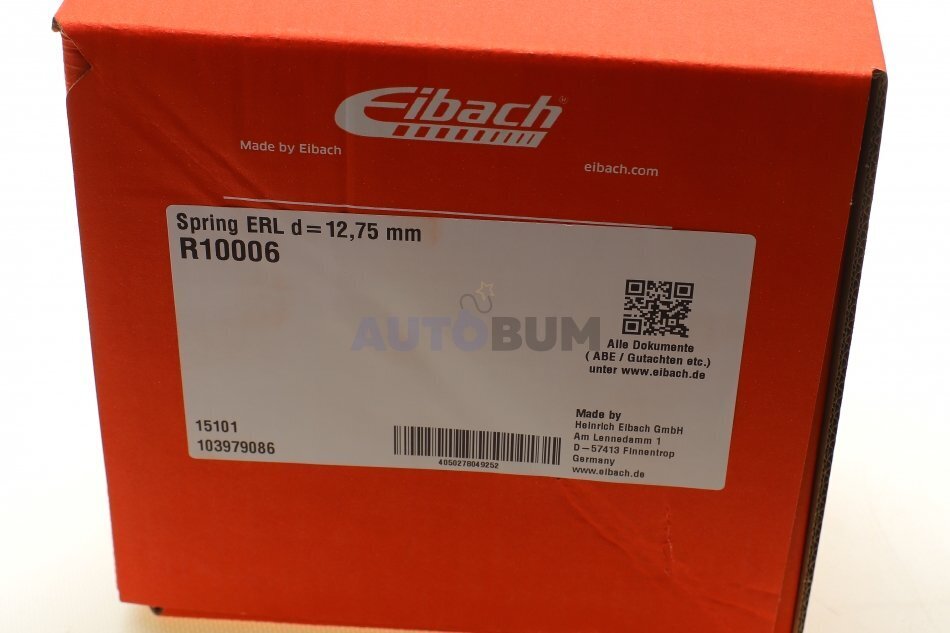 Eibach
Made by Eibach
eibach.com
Spring ERL d=12,75 mm
R10006
AUTOBUM
Alle Dokumente
( ABE / Gutachten etc.)
unter www.eibach.de
15101
103979086
4050278049252
Made by
Heinrich Eibach GmbH
Am Lennedamm 1
D-57413 Finnentrop
Germany
www.eibach.de